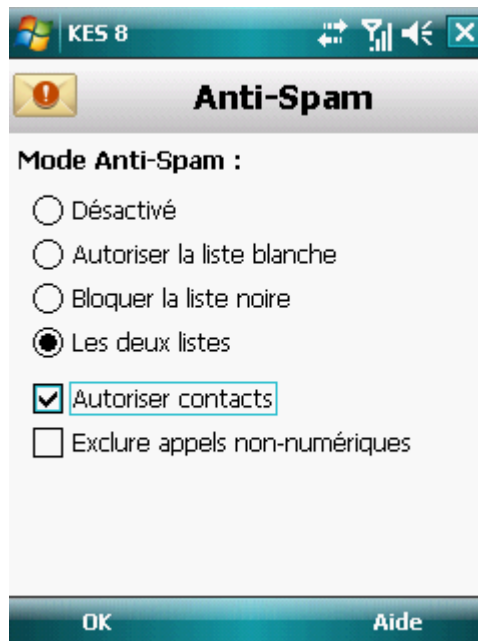 KES 8
Anti-Spam
Mode Anti-Spam :
Désactivé
Autoriser la liste blanche
Bloquer la liste noire
Les deux listes
Autoriser contacts
Exclure appels non-numériques
OK Aide